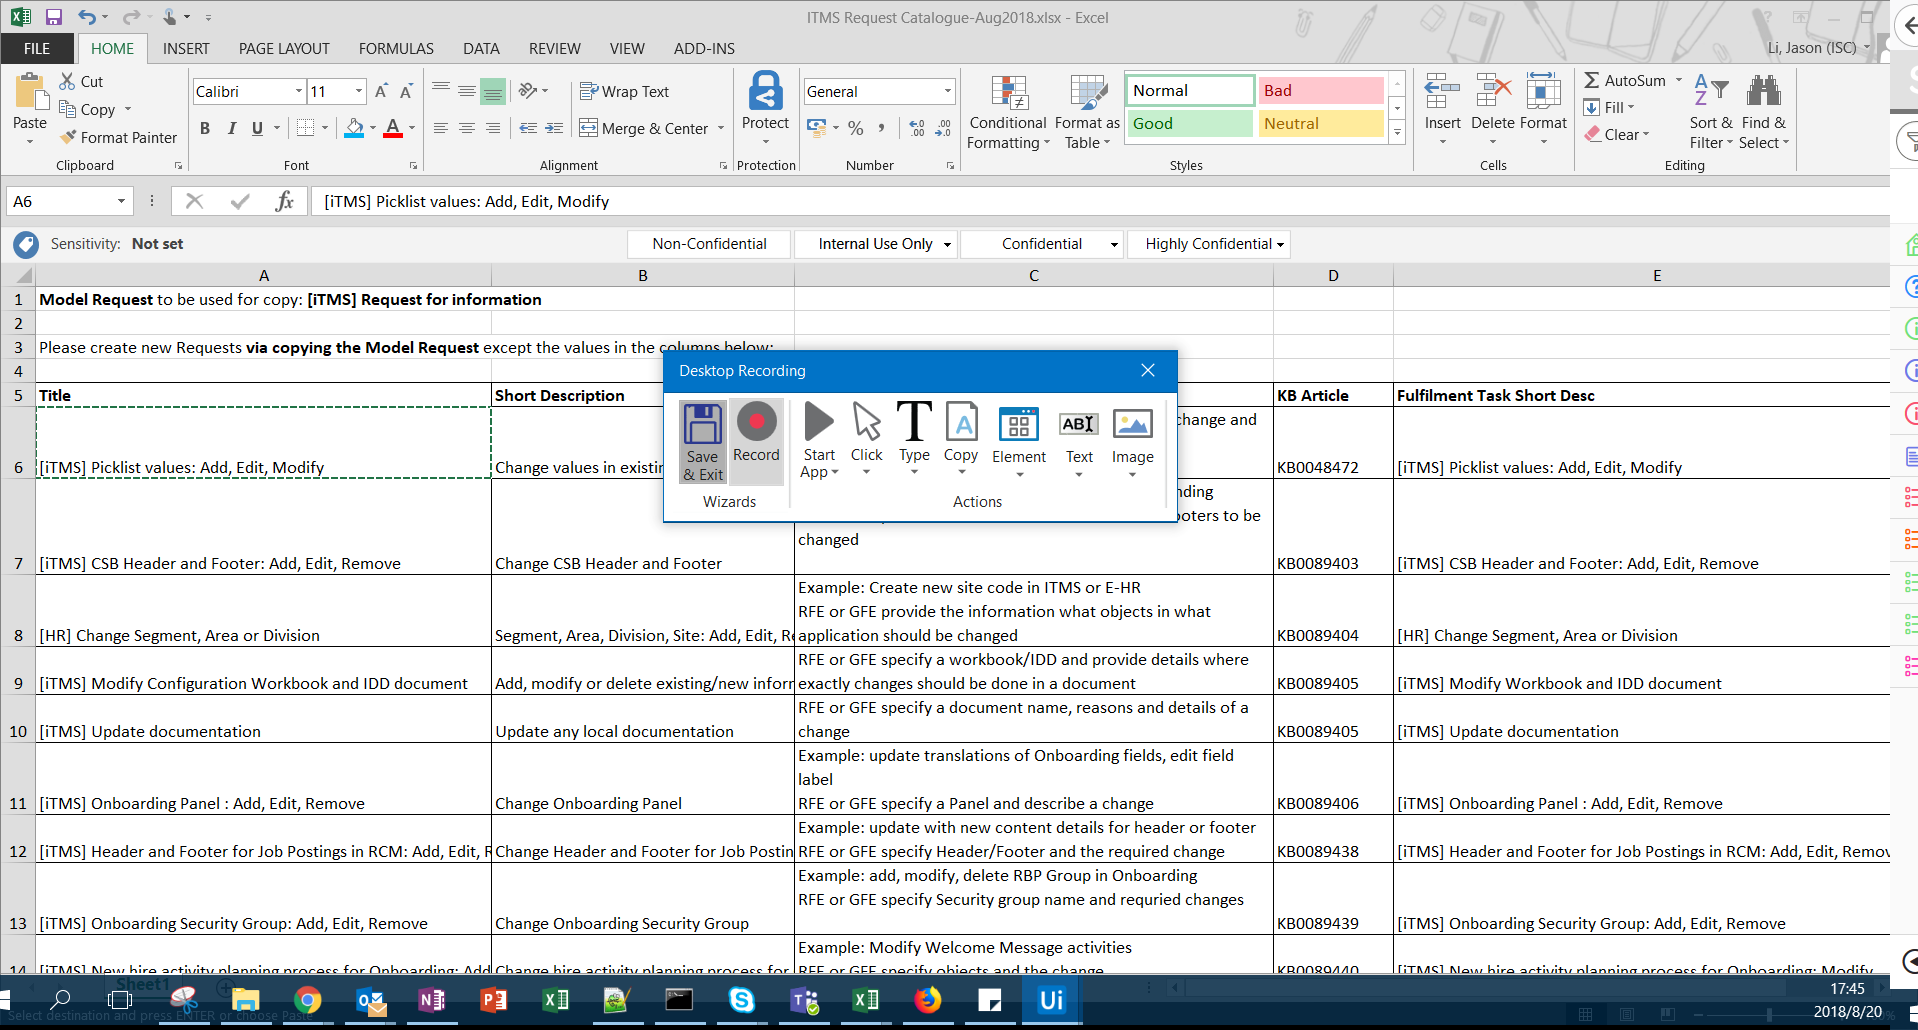 ITMS Request Catalogue-Aug2018.xlsx - Excel
FILE HOME INSERT PAGE LAYOUT FORMULAS DATA REVIEW VIEW ADD-INS
Li, Jason (ISC)
Paste
Cut
Copy
Format Painter
Clipboard
Calibri 11
B I U
Font
Wrap Text
Merge & Center
Alignment
Protect
Protection
General
Number
Conditional Formatting
Format as Table
Normal Bad
Good Neutral
Styles
Insert Delete Format
Cells
AutoSum
Fill
Clear
Sort & Filter
Find & Select
Editing
A6 fx [iTMS] Picklist values: Add, Edit, Modify
Sensitivity: Not set Non-Confidential Internal Use Only Confidential Highly Confidential
A B C D E
1 Model Request to be used for copy: [iTMS] Request for information
2
3 Please create new Requests via copying the Model Request except the values in the columns below:
4
5 Title Short Description KB Article Fulfilment Task Short Desc
change and
6 [iTMS] Picklist values: Add, Edit, Modify Change values in existin KB0048472 [iTMS] Picklist values: Add, Edit, Modify
nding
ooters to be
changed
7 [iTMS] CSB Header and Footer: Add, Edit, Remove Change CSB Header and Footer KB0089403 [iTMS] CSB Header and Footer: Add, Edit, Remove
Example: Create new site code in ITMS or E-HR
RFE or GFE provide the information what objects in what
8 [HR] Change Segment, Area or Division Segment, Area, Division, Site: Add, Edit, Re application should be changed KB0089404 [HR] Change Segment, Area or Division
RFE or GFE specify a workbook/IDD and provide details where
9 [iTMS] Modify Configuration Workbook and IDD document Add, modify or delete existing/new inforr exactly changes should be done in a document KB0089405 [iTMS] Modify Workbook and IDD document
RFE or GFE specify a document name, reasons and details of a
10 [iTMS] Update documentation Update any local documentation change KB0089405 [iTMS] Update documentation
Example: update translations of Onboarding fields, edit field
label
11 [iTMS] Onboarding Panel : Add, Edit, Remove Change Onboarding Panel RFE or GFE specify a Panel and describe a change KB0089406 [iTMS] Onboarding Panel : Add, Edit, Remove
Example: update with new content details for header or footer
12 [iTMS] Header and Footer for Job Postings in RCM: Add, Edit, R Change Header and Footer for Job Postin RFE or GFE specify Header/Footer and the required change KB0089438 [iTMS] Header and Footer for Job Postings in RCM: Add, Edit, Remov
Example: add, modify, delete RBP Group in Onboarding
RFE or GFE specify Security group name and requried changes
13 [iTMS] Onboarding Security Group: Add, Edit, Remove Change Onboarding Security Group KB0089439 [iTMS] Onboarding Security Group: Add, Edit, Remove
Example: Modify Welcome Message activities
14 [iTMS] New hire activity planning process for Onboarding: Add Change hire activity planning process for RFE or GFE specify objects and the change KB0089440 [iTMS] New hire activity planning process for Onboarding: Modify
Desktop Recording
Save & Exit
Record
Wizards
Start App
Click
Type
Copy
Element
Text
Image
Actions
Sheet1
Select destination and press ENTER or choose Paste
Ui
17:45
2018/8/20